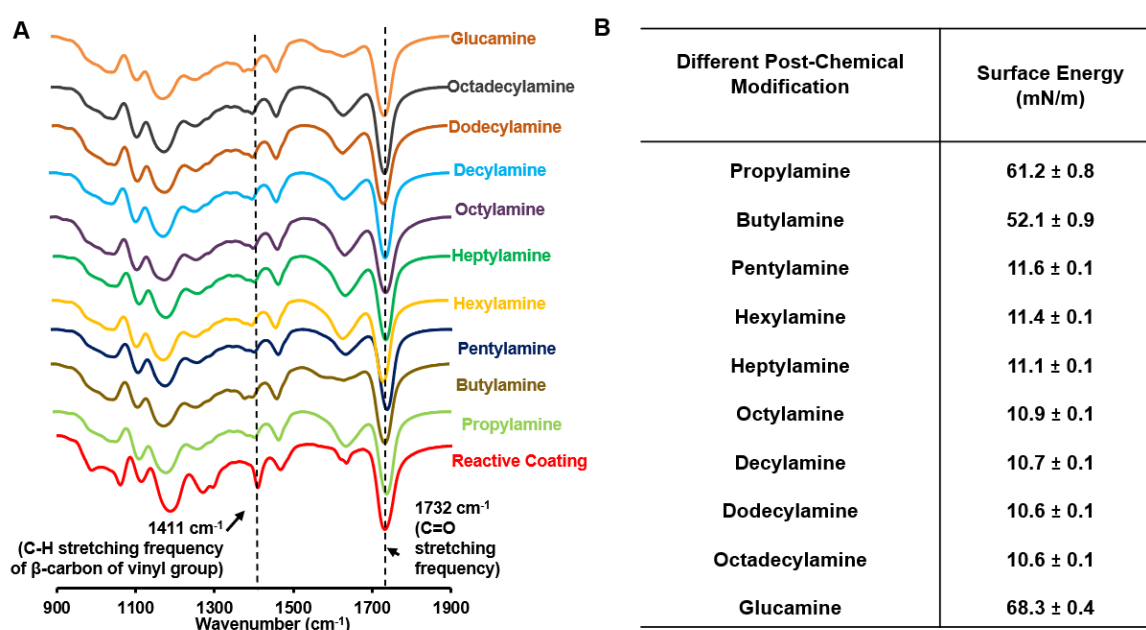 A
Glucamine
Octadecylamine
Dodecylamine
Decylamine
Octylamine
Heptylamine
Hexylamine
Pentylamine
Butylamine
Propylamine
Reactive Coating
1411 cm⁻¹
(C-H stretching frequency
of β-carbon of vinyl group)
1732 cm⁻¹
(C=O
stretching
frequency)
900 1100 1300 1500 1700 1900
Wavenumber (cm⁻¹)
B
Different Post-Chemical
Modification
Surface Energy
(mN/m)
Propylamine 61.2 ± 0.8
Butylamine 52.1 ± 0.9
Pentylamine 11.6 ± 0.1
Hexylamine 11.4 ± 0.1
Heptylamine 11.1 ± 0.1
Octylamine 10.9 ± 0.1
Decylamine 10.7 ± 0.1
Dodecylamine 10.6 ± 0.1
Octadecylamine 10.6 ± 0.1
Glucamine 68.3 ± 0.4